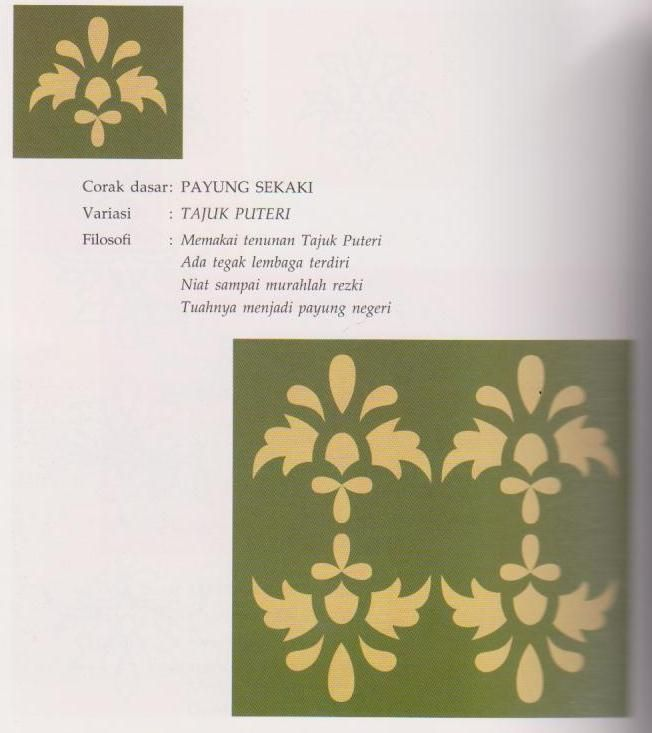 Corak dasar: PAYUNG SEKAKI
Variasi : TAJUK PUTERI
Filosofi : Memakai tenunan Tajuk Puteri
Ada tegak lembaga terdiri
Niat sampai murahlah rezki
Tuahnya menjadi payung negeri